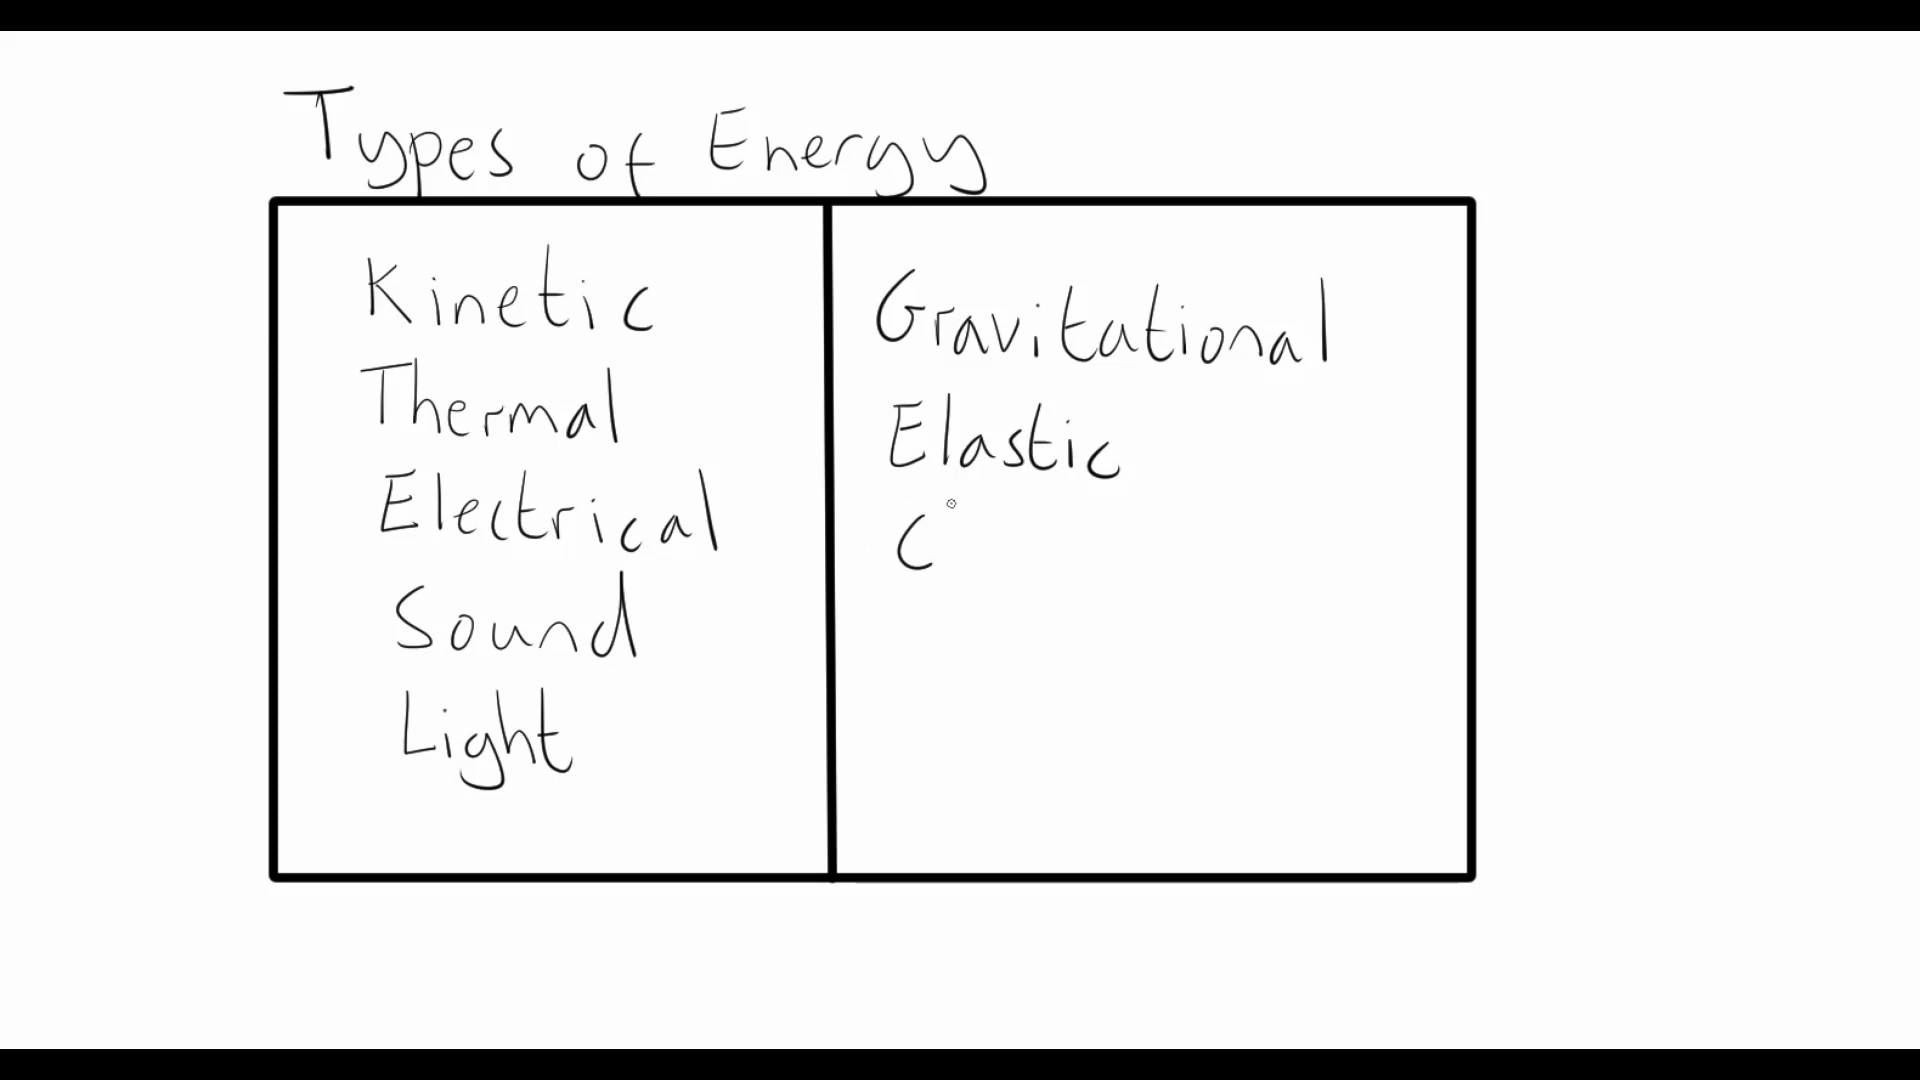 Types of Energy
Kinetic
Thermal
Electrical
Sound
Light
Gravitational
Elastic
C